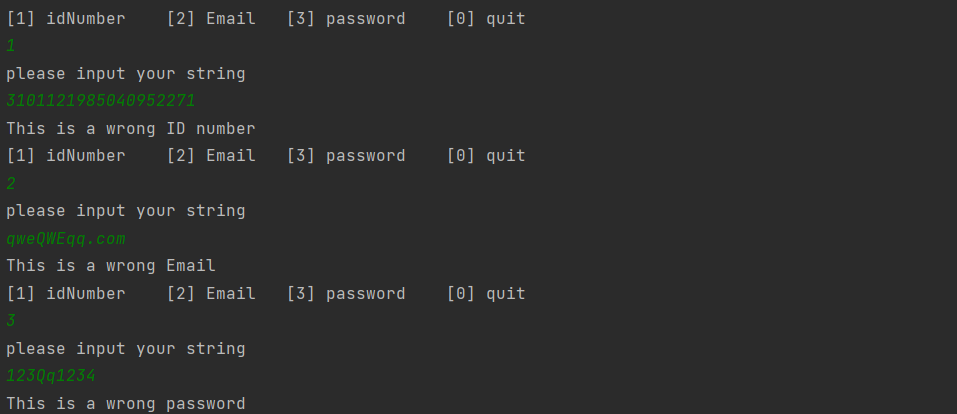 [1] idNumber    [2] Email   [3] password    [0] quit
1
please input your string
3101121985040952271
This is a wrong ID number
[1] idNumber    [2] Email   [3] password    [0] quit
2
please input your string
qweQWEqq.com
This is a wrong Email
[1] idNumber    [2] Email   [3] password    [0] quit
3
please input your string
123Qq1234
This is a wrong password